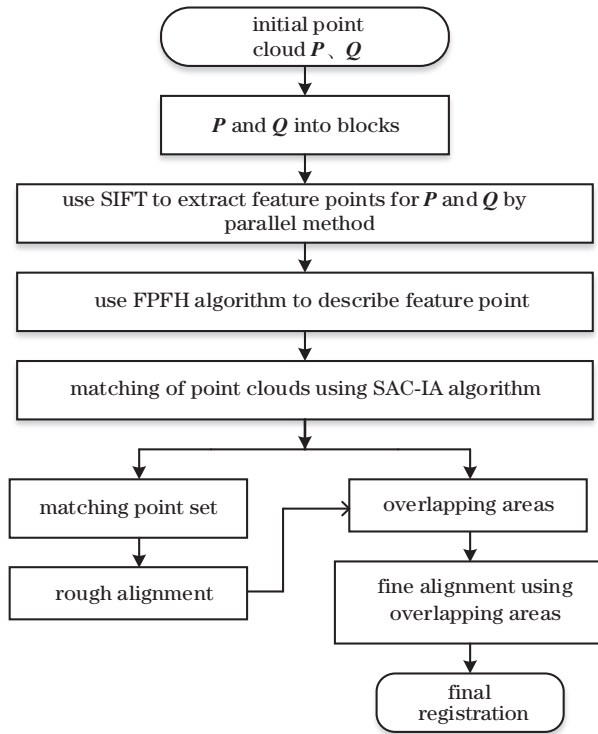 initial point
cloud P、Q
P and Q into blocks
use SIFT to extract feature points for P and Q by
parallel method
use FPFH algorithm to describe feature point
matching of point clouds using SAC-IA algorithm
matching point set
overlapping areas
rough alignment
fine alignment using
overlapping areas
final
registration